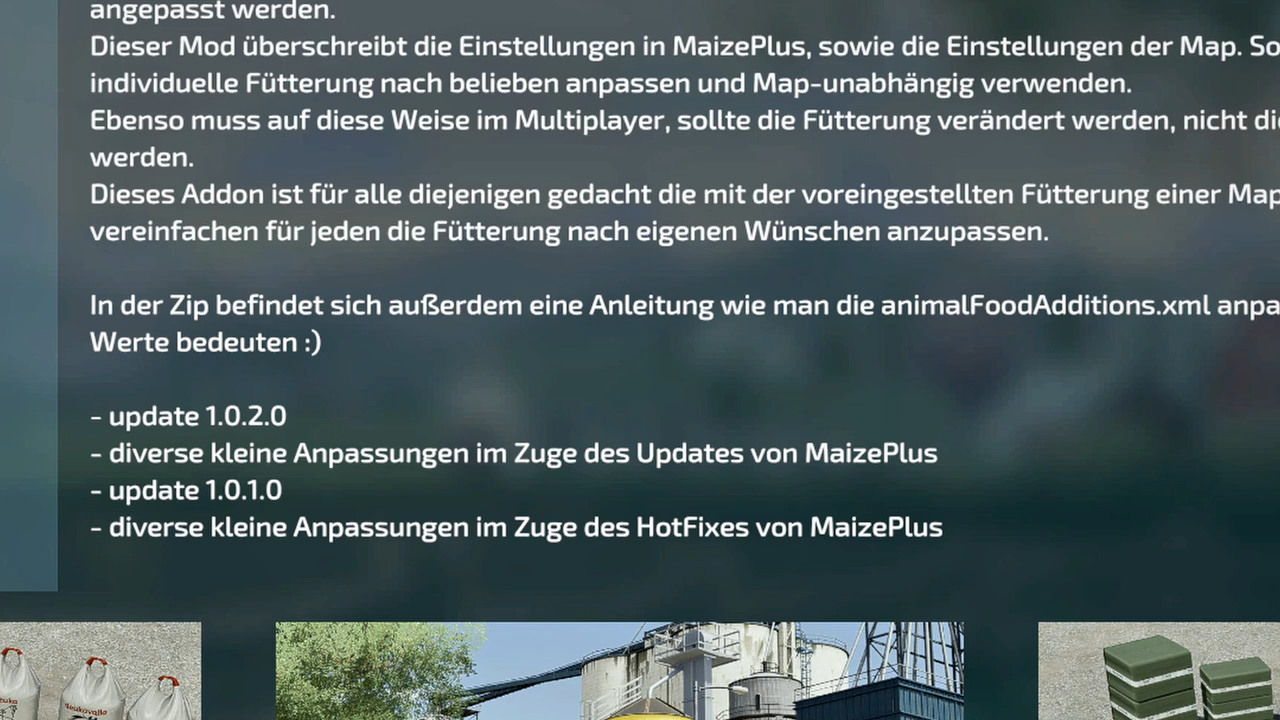 angepasst werden.
Dieser Mod überschreibt die Einstellungen in MaizePlus, sowie die Einstellungen der Map. So
individuelle Fütterung nach belieben anpassen und Map-unabhängig verwenden.
Ebenso muss auf diese Weise im Multiplayer, sollte die Fütterung verändert werden, nicht die
werden.
Dieses Addon ist für alle diejenigen gedacht die mit der voreingestellten Fütterung einer Map
vereinfachen für jeden die Fütterung nach eigenen Wünschen anzupassen.
In der Zip befindet sich außerdem eine Anleitung wie man die animalFoodAdditions.xml anpa
Werte bedeuten :)
- update 1.0.2.0
- diverse kleine Anpassungen im Zuge des Updates von MaizePlus
- update 1.0.1.0
- diverse kleine Anpassungen im Zuge des HotFixes von MaizePlus